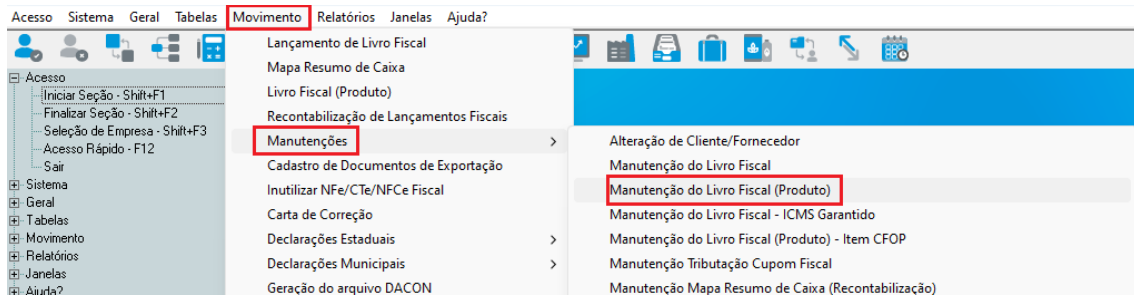 Acesso Sistema Geral Tabelas Movimento Relatórios Janelas Ajuda?
Acesso
Iniciar Seção - Shift+F1
Finalizar Seção - Shift+F2
Seleção de Empresa - Shift+F3
Acesso Rápido - F12
Sair
Sistema
Geral
Tabelas
Movimento
Relatórios
Janelas
Ajuda?
Lançamento de Livro Fiscal
Mapa Resumo de Caixa
Livro Fiscal (Produto)
Recontabilização de Lançamentos Fiscais
Manutenções >
Cadastro de Documentos de Exportação
Inutilizar NFe/CTe/NFCe Fiscal
Carta de Correção
Declarações Estaduais >
Declarações Municipais >
Geração do arquivo DACON
Alteração de Cliente/Fornecedor
Manutenção do Livro Fiscal
Manutenção do Livro Fiscal (Produto)
Manutenção do Livro Fiscal - ICMS Garantido
Manutenção do Livro Fiscal (Produto) - Item CFOP
Manutenção Tributação Cupom Fiscal
Manutenção Mapa Resumo de Caixa (Recontabilização)